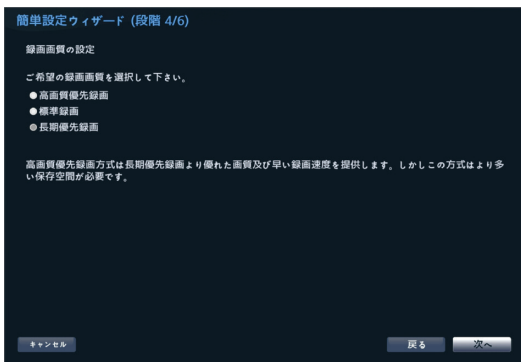 簡単設定ウィザード (段階 4/6)
録画画質の設定
ご希望の録画画質を選択して下さい。
高画質優先録画
標準録画
長期優先録画
高画質優先録画方式は長期優先録画より優れた画質及び早い録画速度を提供します。しかしこの方式はより多
い保存空間が必要です。
キャンセル
戻る
次へ